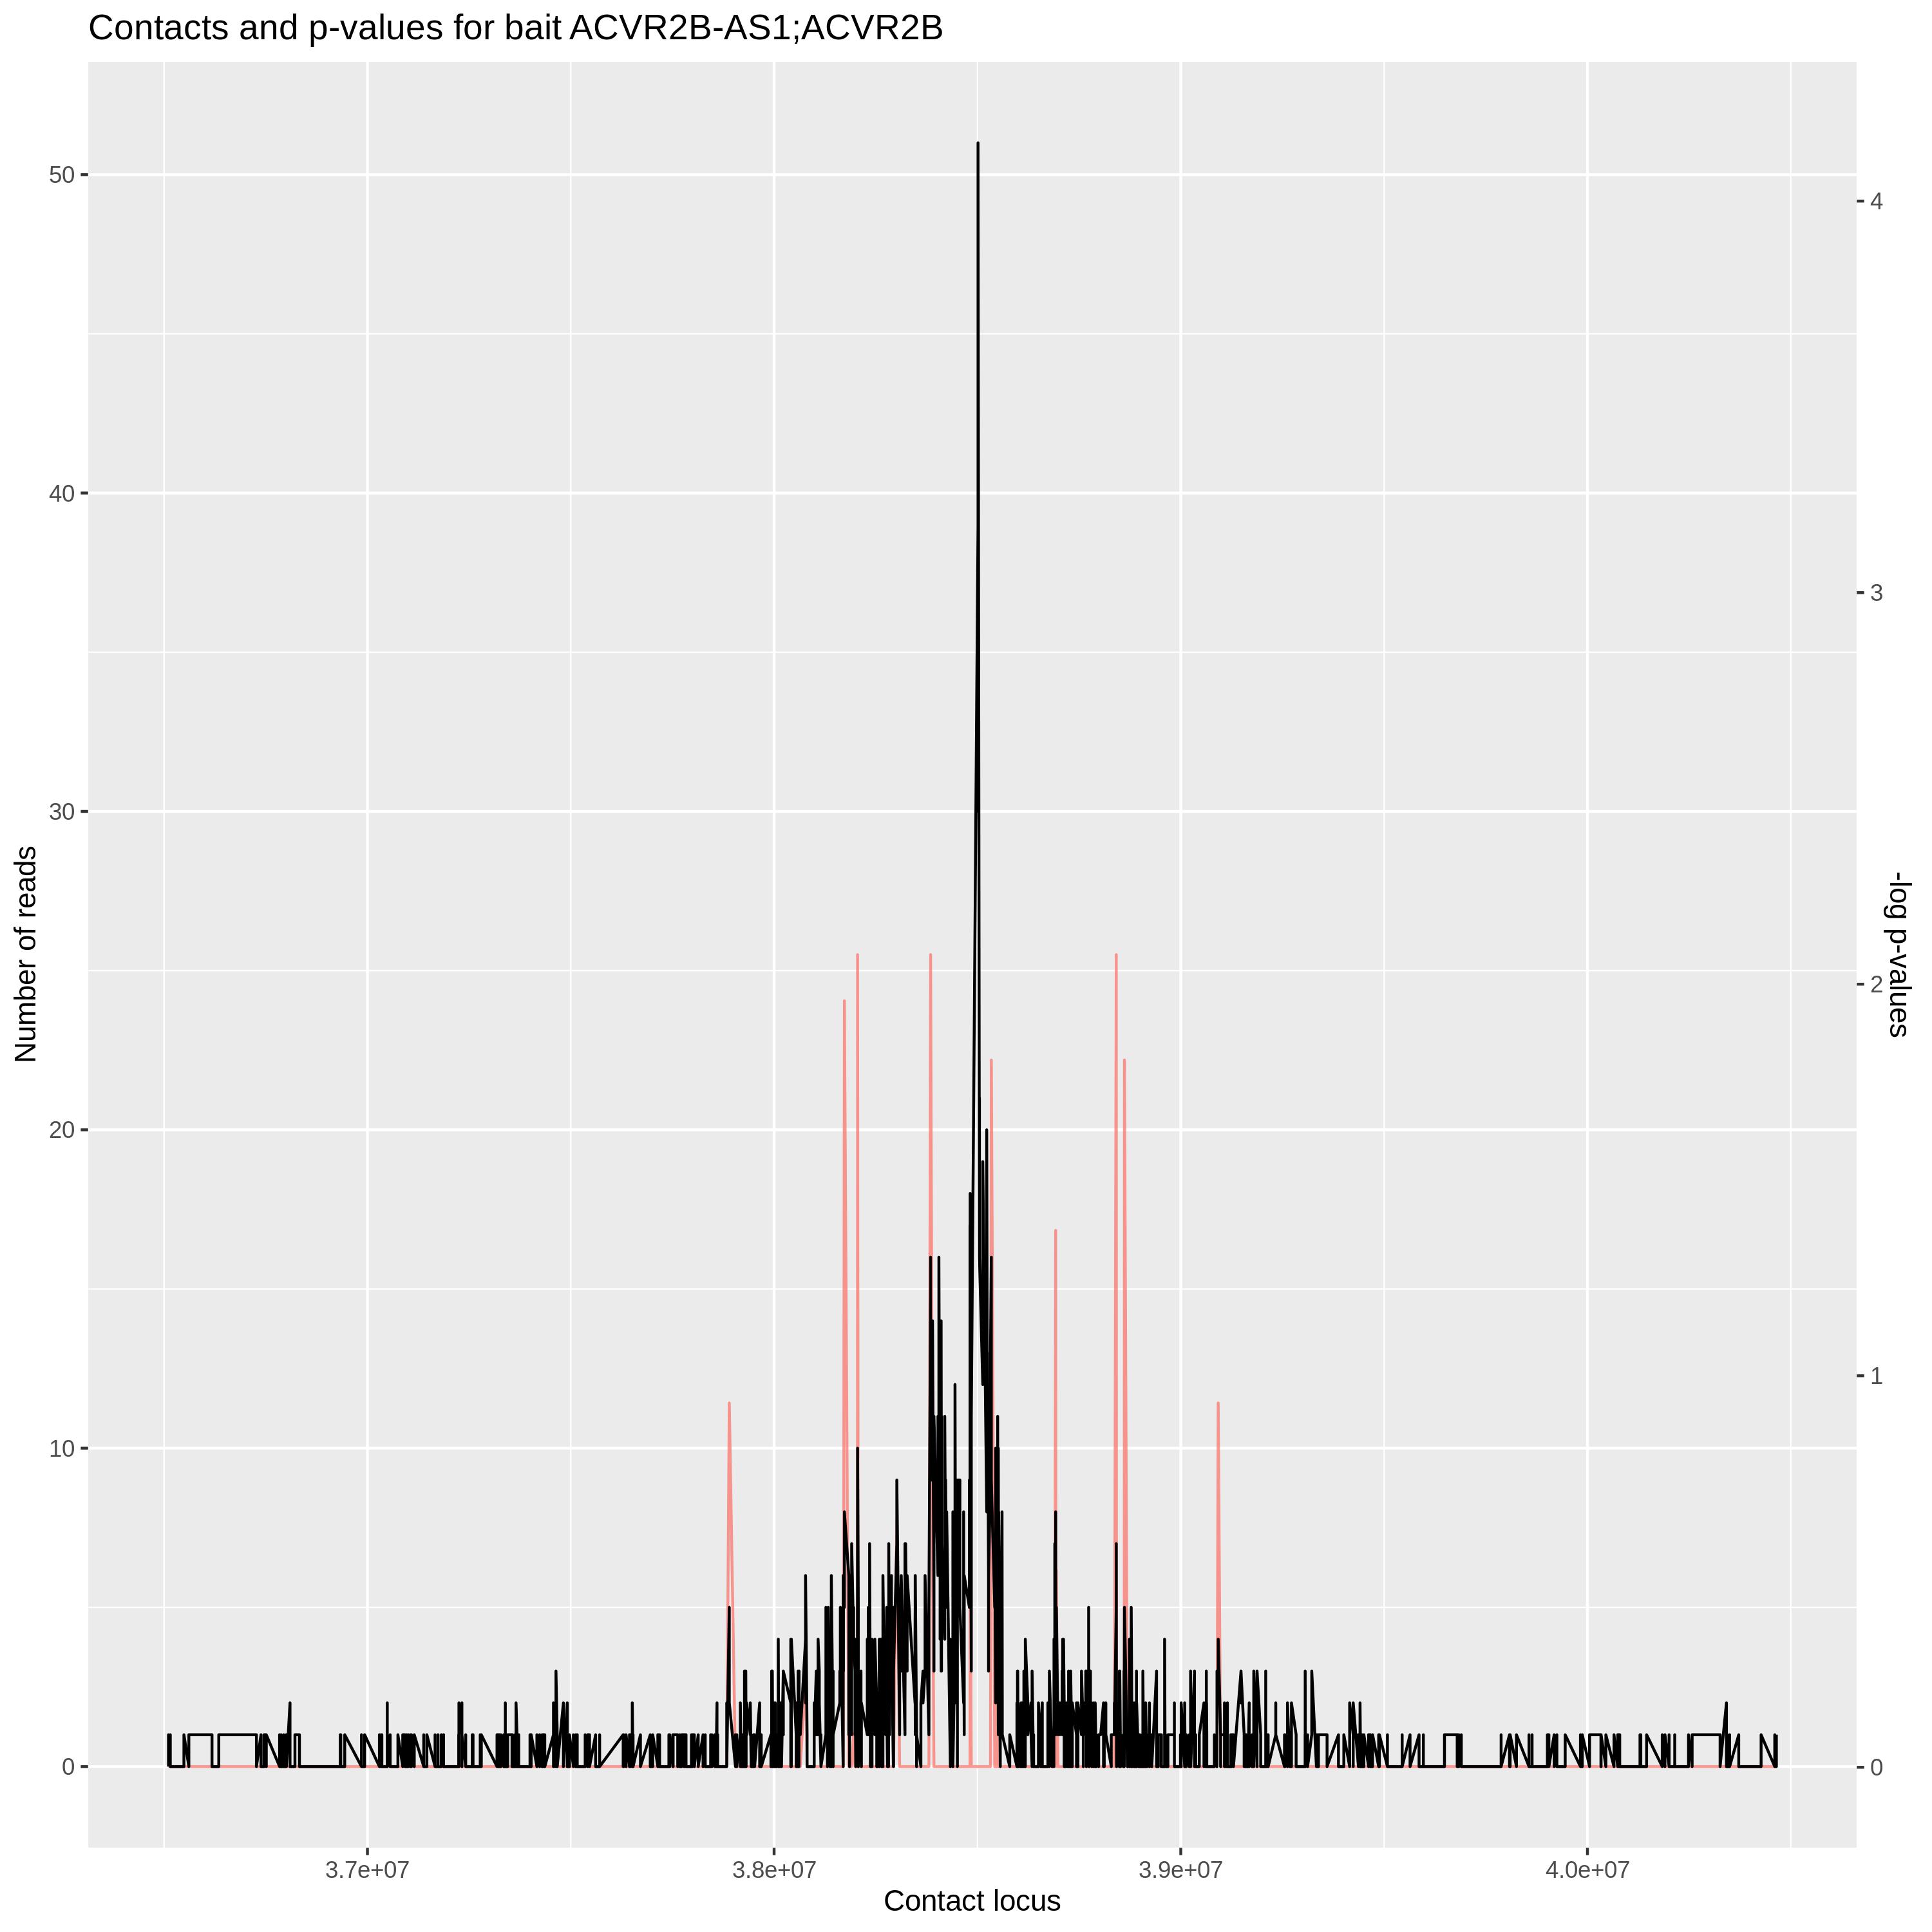 Contacts and p-values for bait ACVR2B-AS1;ACVR2B
50
40
30
20
10
0
Number of reads
4
3
2
1
0
-log p-values
3.7e+07
3.8e+07
3.9e+07
4.0e+07
Contact locus